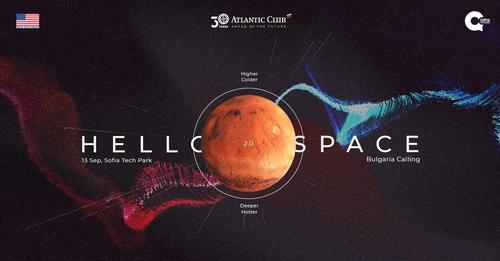 30 YEARS
ATLANTIC CLUB
AHEAD OF THE FUTURE
Higher
Colder
HELLO SPACE
2.0
13 Sep, Sofia Tech Park
Bulgaria Calling
Deeper
Hotter